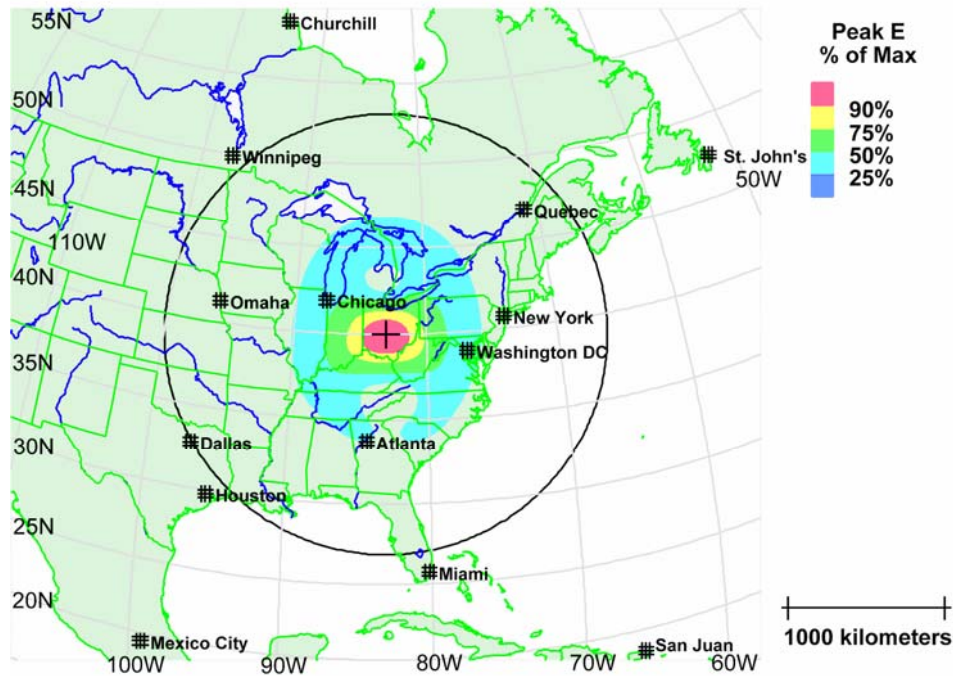 55N
Churchill
Peak E
% of Max
90%
75%
50%
25%
50N
Winnipeg
St. John's
50W
45N
Quebec
110W
40N
Omaha
Chicago
New York
Washington DC
35N
30N
Dallas
Atlanta
Houston
25N
Miami
20N
Mexico City
San Juan
1000 kilometers
100W
90W
80W
70W
60W